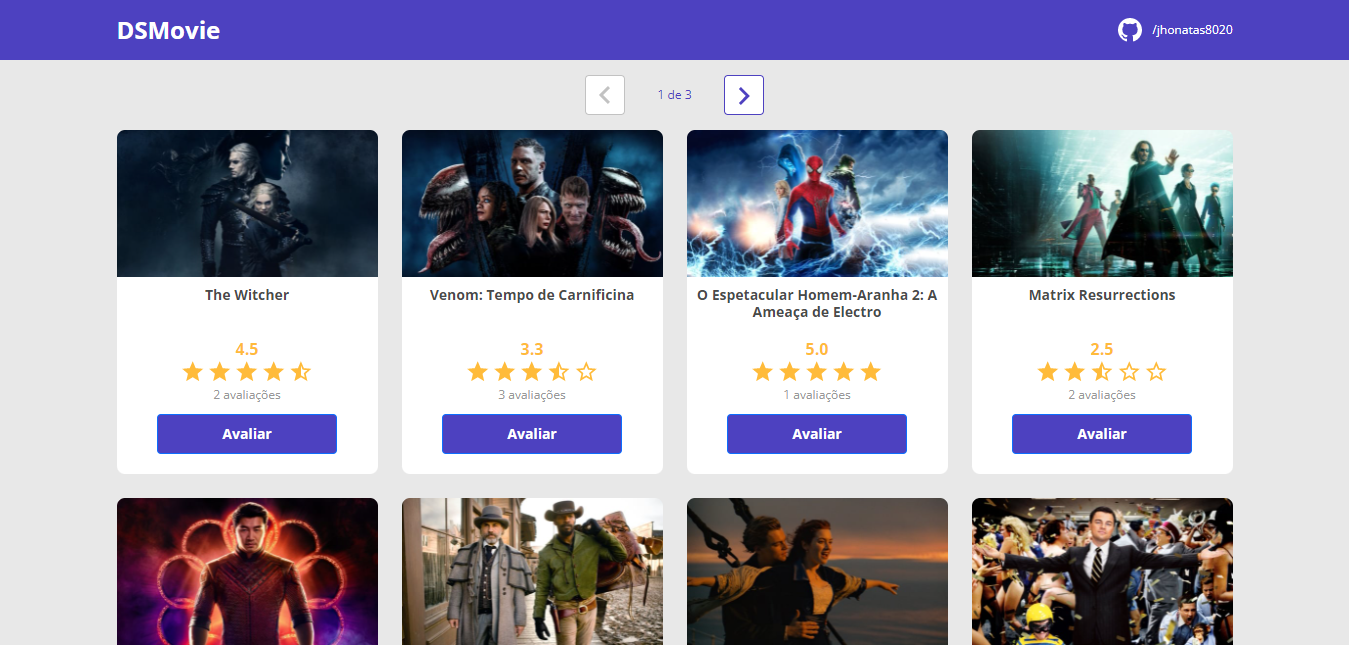 DSMovie
/jhonatas8020
1 de 3
The Witcher
4.5
2 avaliações
Avaliar
Venom: Tempo de Carnificina
3.3
3 avaliações
Avaliar
O Espetacular Homem-Aranha 2: A
Ameaça de Electro
5.0
1 avaliações
Avaliar
Matrix Resurrections
2.5
2 avaliações
Avaliar